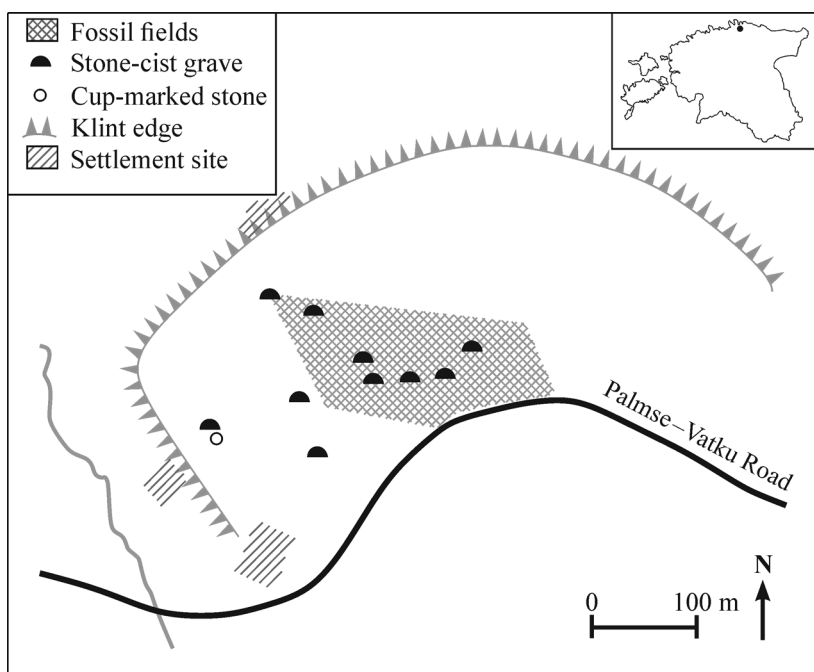 Fossil fields
Stone-cist grave
Cup-marked stone
Klint edge
Settlement site
Palmse–Vatku Road
N
0 100 m